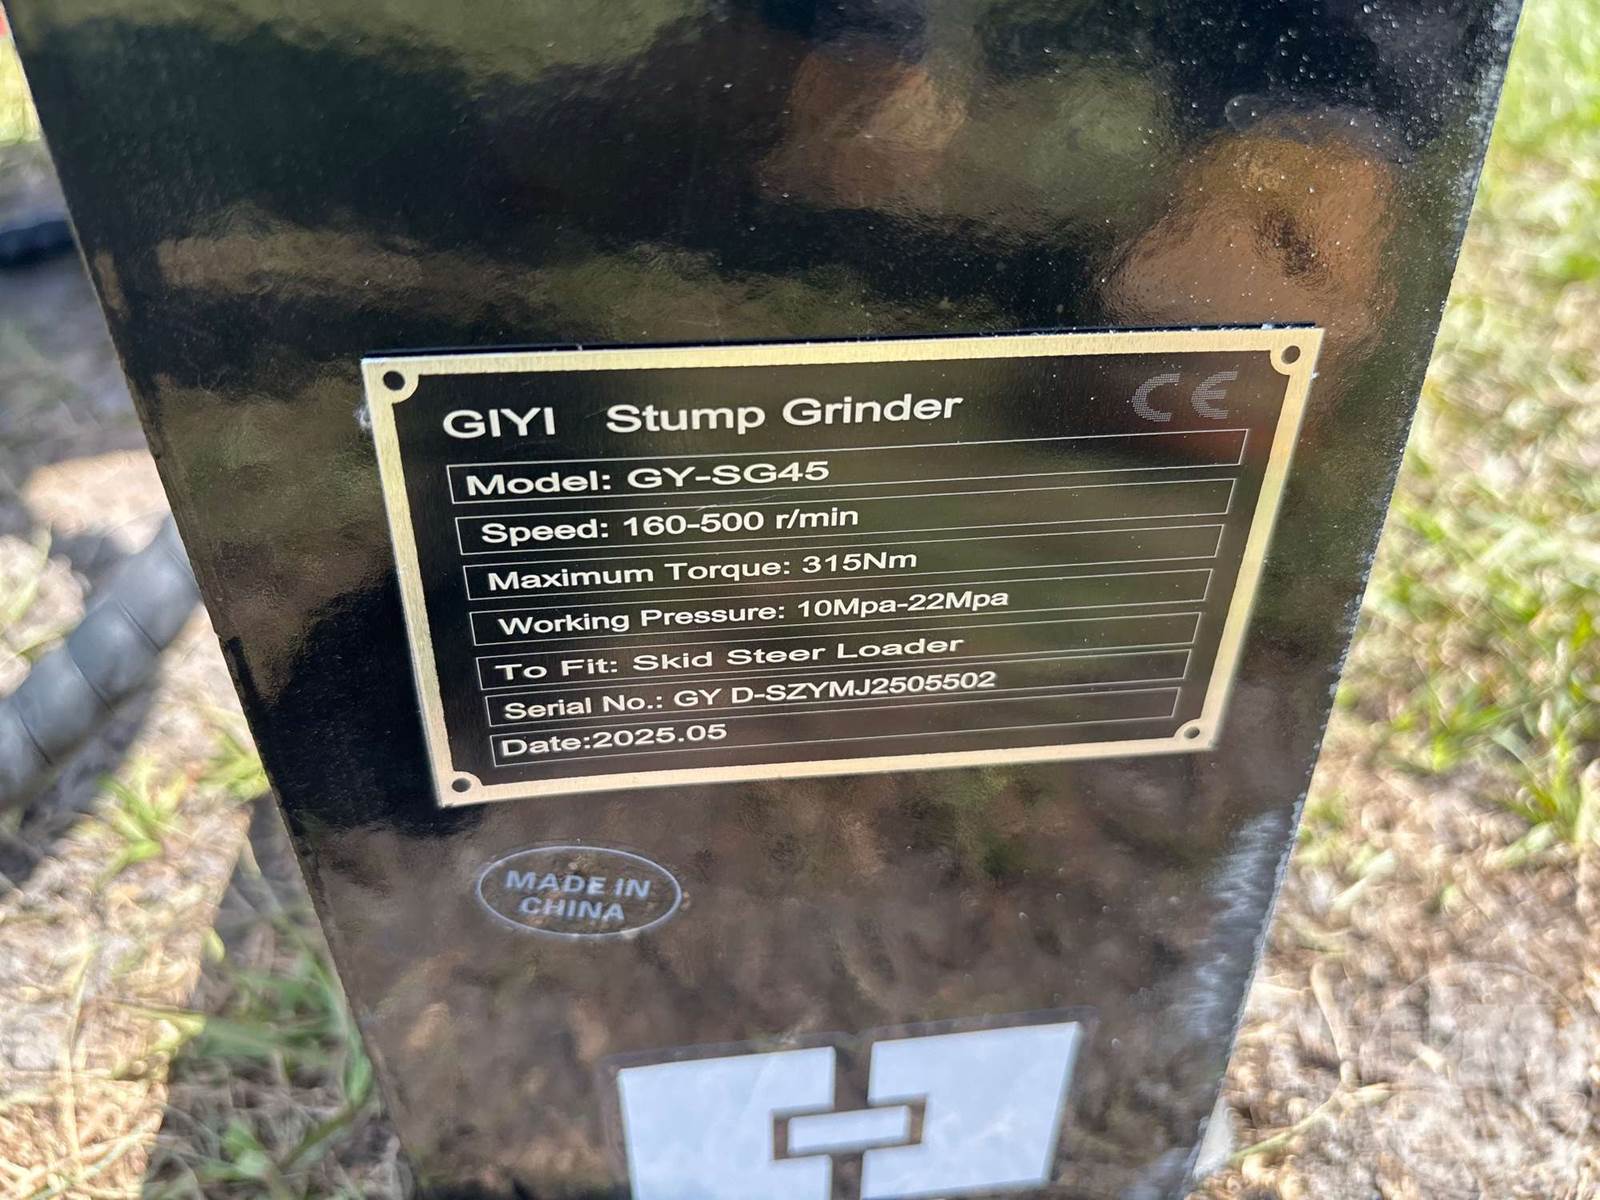 GIYI Stump Grinder CE
Model: GY-SG45
Speed: 160-500 r/min
Maximum Torque: 315Nm
Working Pressure: 10Mpa-22Mpa
To Fit: Skid Steer Loader
Serial No.: GY D-SZYMJ2505502
Date:2025.05
MADE IN
CHINA